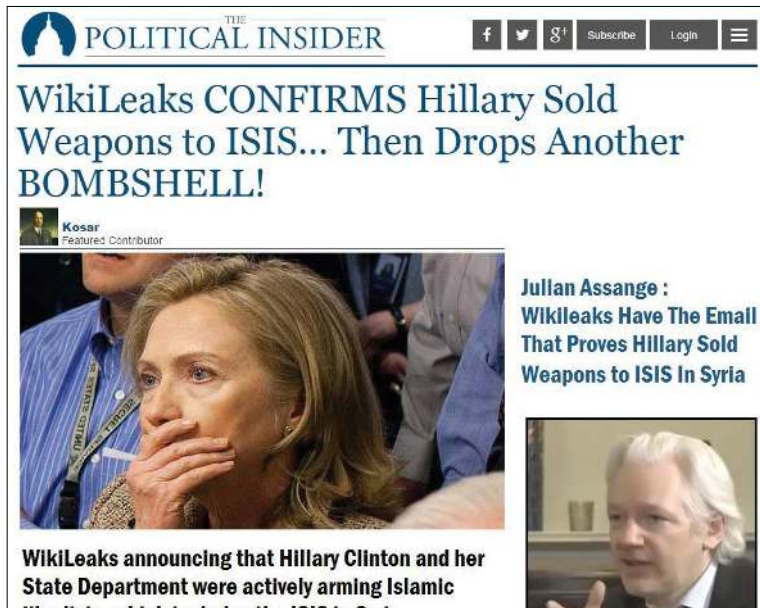 THE
POLITICAL INSIDER
f
g+
Subscribe
Login
WikiLeaks CONFIRMS Hillary Sold
Weapons to ISIS... Then Drops Another
BOMBSHELL!
Kosar
Featured Contributor
Julian Assange :
Wikileaks Have The Email
That Proves Hillary Sold
Weapons to ISIS In Syria
WikiLeaks announcing that Hillary Clinton and her
State Department were actively arming Islamic